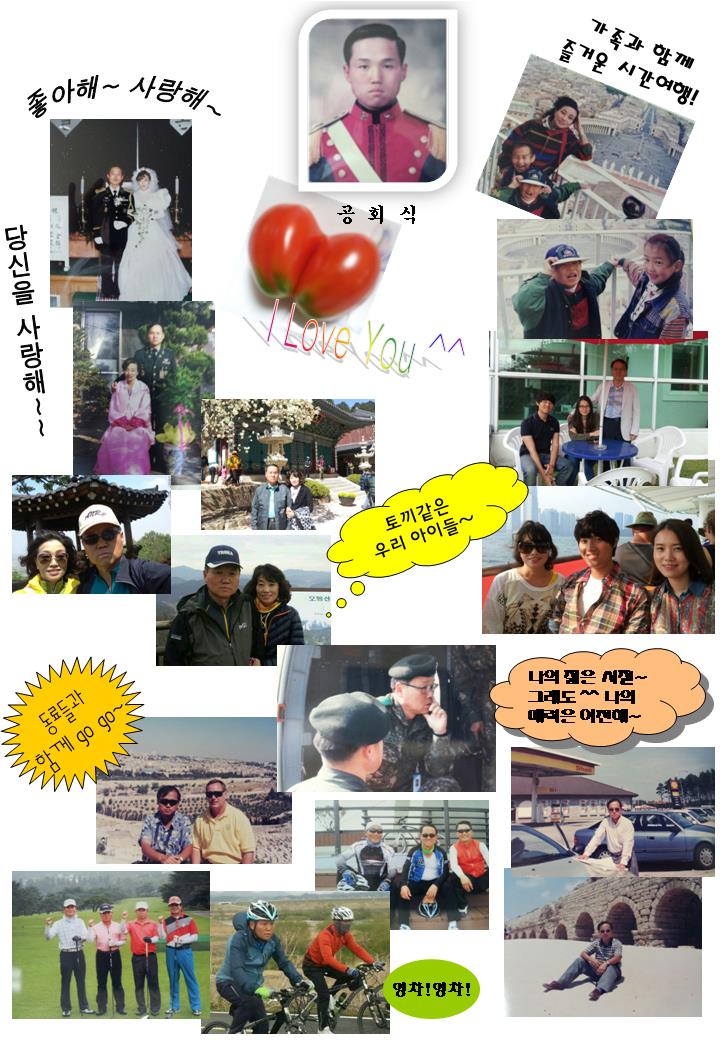 가족과 함께
즐거운 시간여행!
좋아해~ 사랑해~
공 회 식
당신을 사랑해~~
I Love You ^^
토끼같은
우리 아이들~
나의 젊은 시절~
그래도 ^^ 나의
매력은 여전해~
동료들과
함께 go go~
영차!영차!